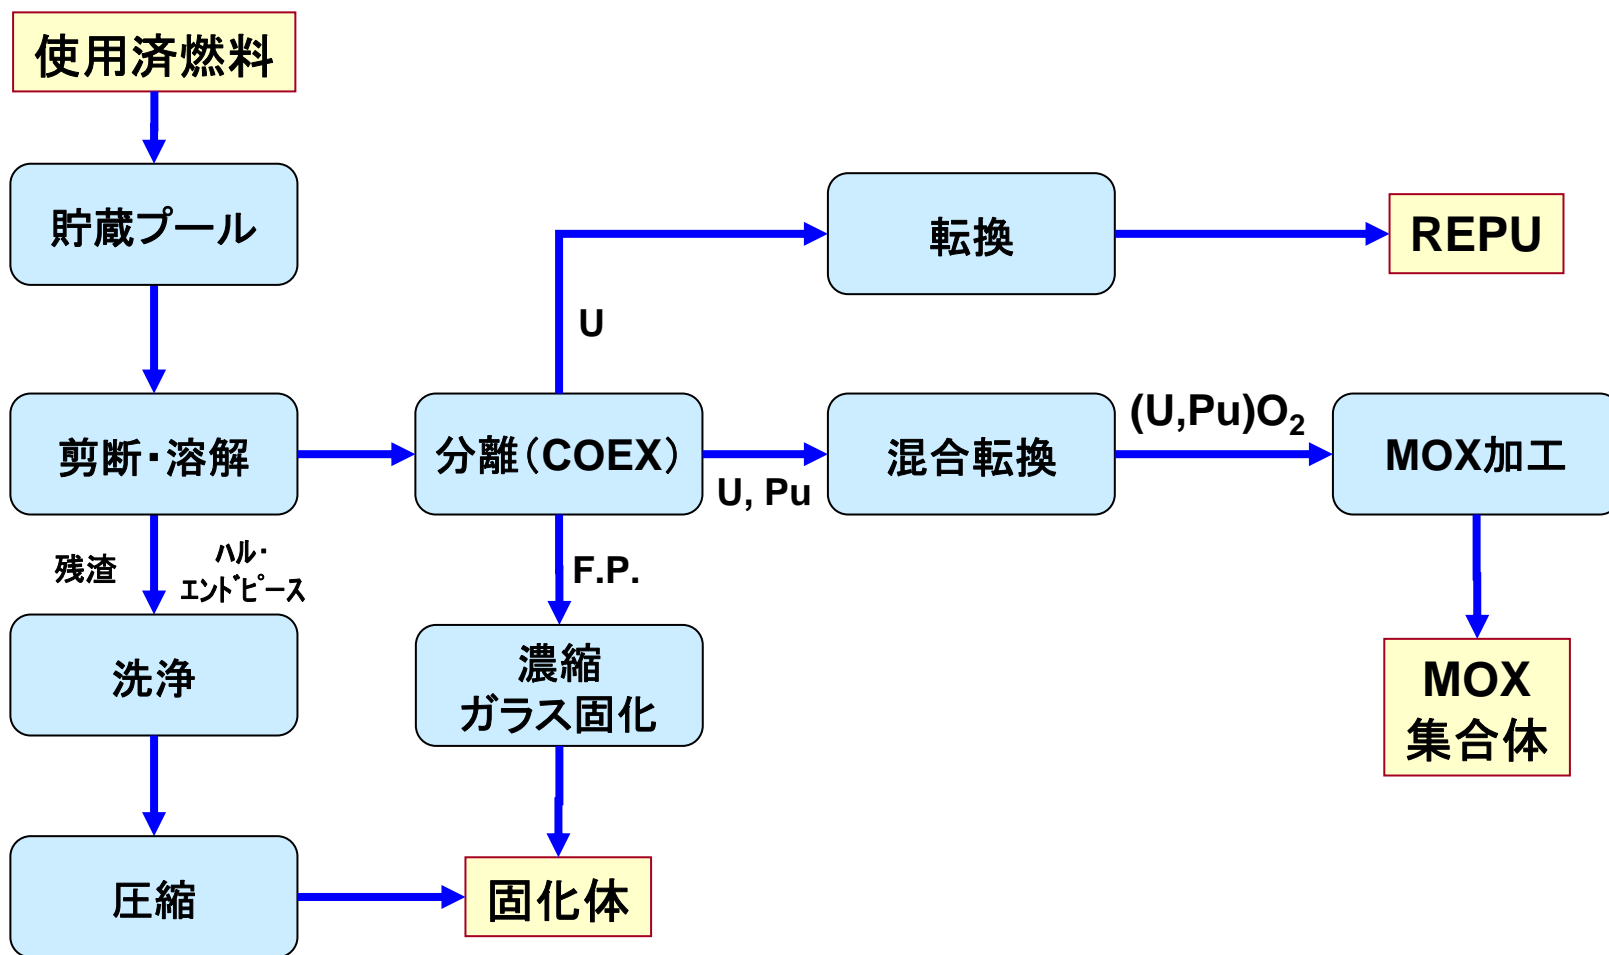 使用済燃料
貯蔵プール
転換
REPU
U
剪断・溶解
分離(COEX)
U, Pu
混合転換
(U,Pu)O₂
MOX加工
残渣
ハル・
エンドピース
F.P.
洗浄
濃縮
ガラス固化
MOX
集合体
圧縮
固化体